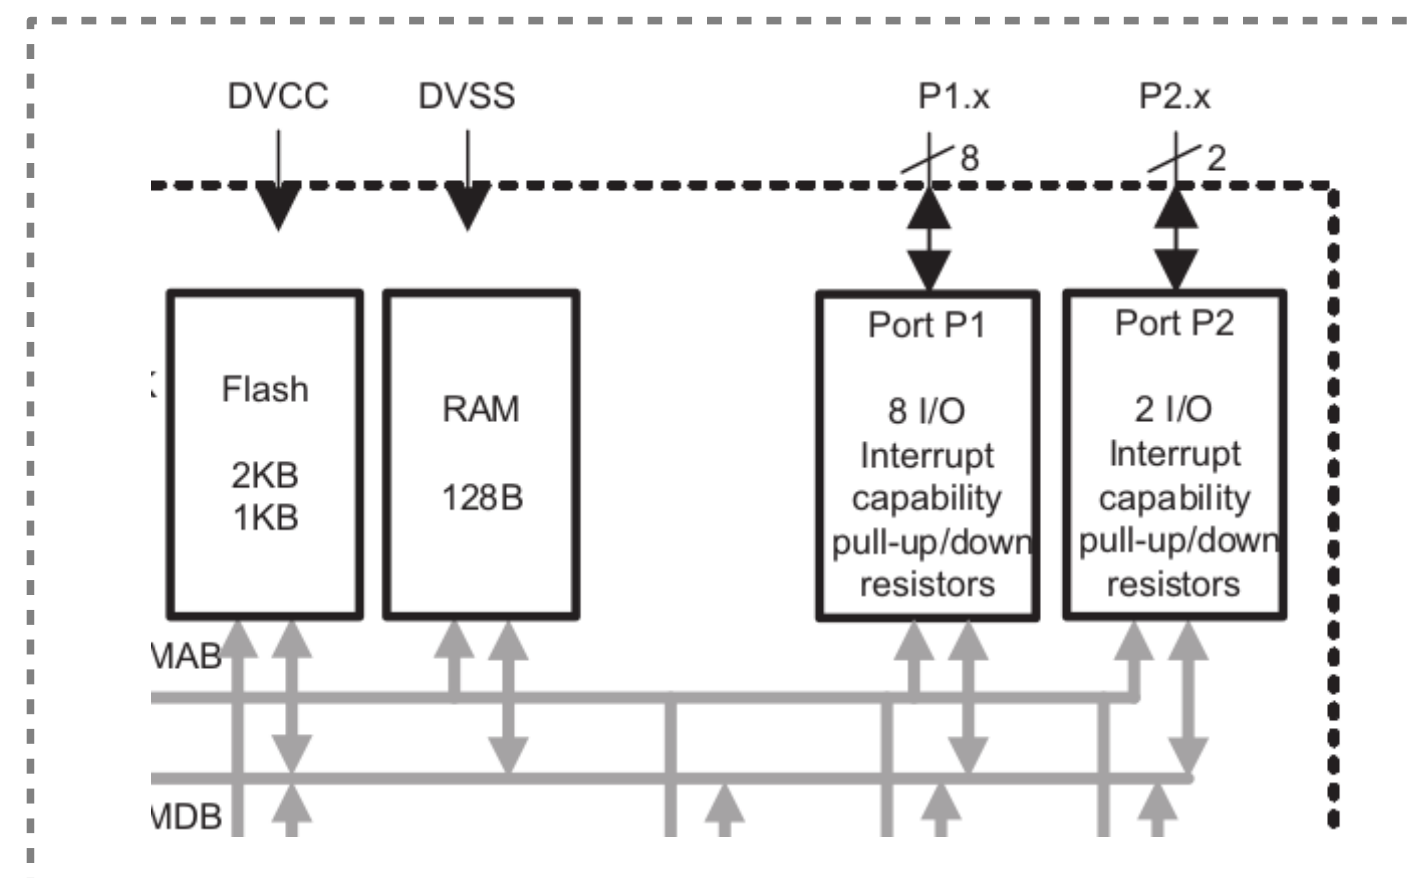 DVCC
DVSS
P1.x
P2.x
8
2
Flash
2KB
1KB
RAM
128B
Port P1
8 I/O
Interrupt
capability
pull-up/down
resistors
Port P2
2 I/O
Interrupt
capability
pull-up/down
resistors
MAB
MDB